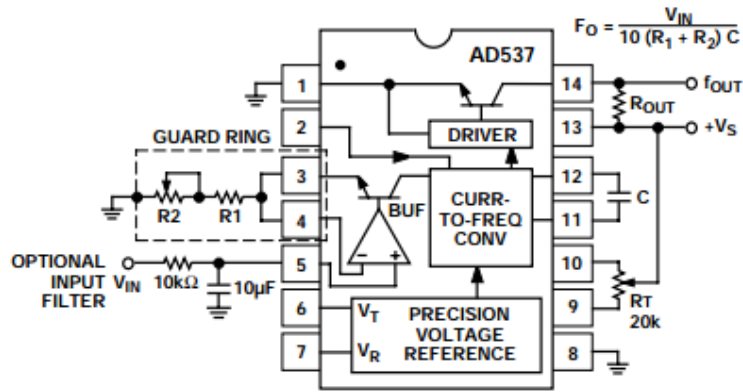 F_O = V_IN / 10 (R_1 + R_2) C
AD537
1
14
f_OUT
R_OUT
2
DRIVER
13
+V_S
GUARD RING
3
12
R2
R1
BUF
CURR-
TO-FREQ
CONV
C
4
11
OPTIONAL
INPUT
FILTER
V_IN
10kΩ
10µF
5
–
+
10
R_T
20k
6
V_T
PRECISION
VOLTAGE
REFERENCE
9
7
V_R
8